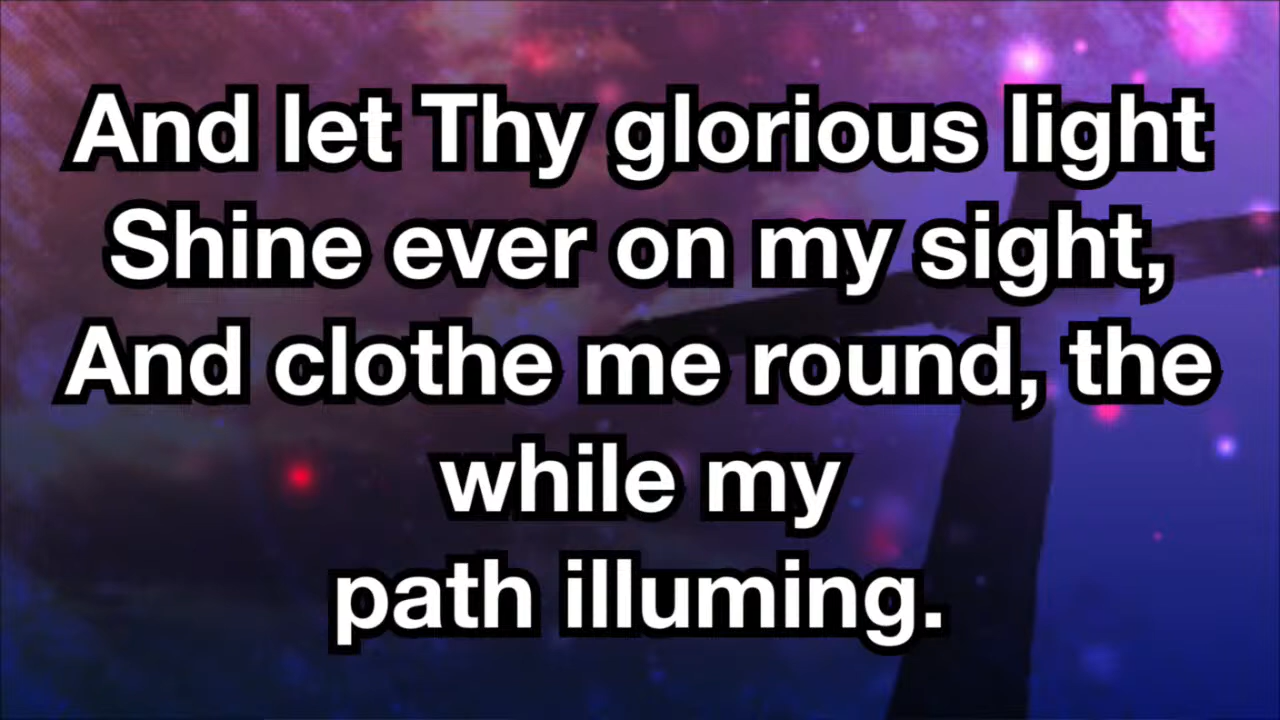 And let Thy glorious light
Shine ever on my sight,
And clothe me round, the
while my
path illuming.